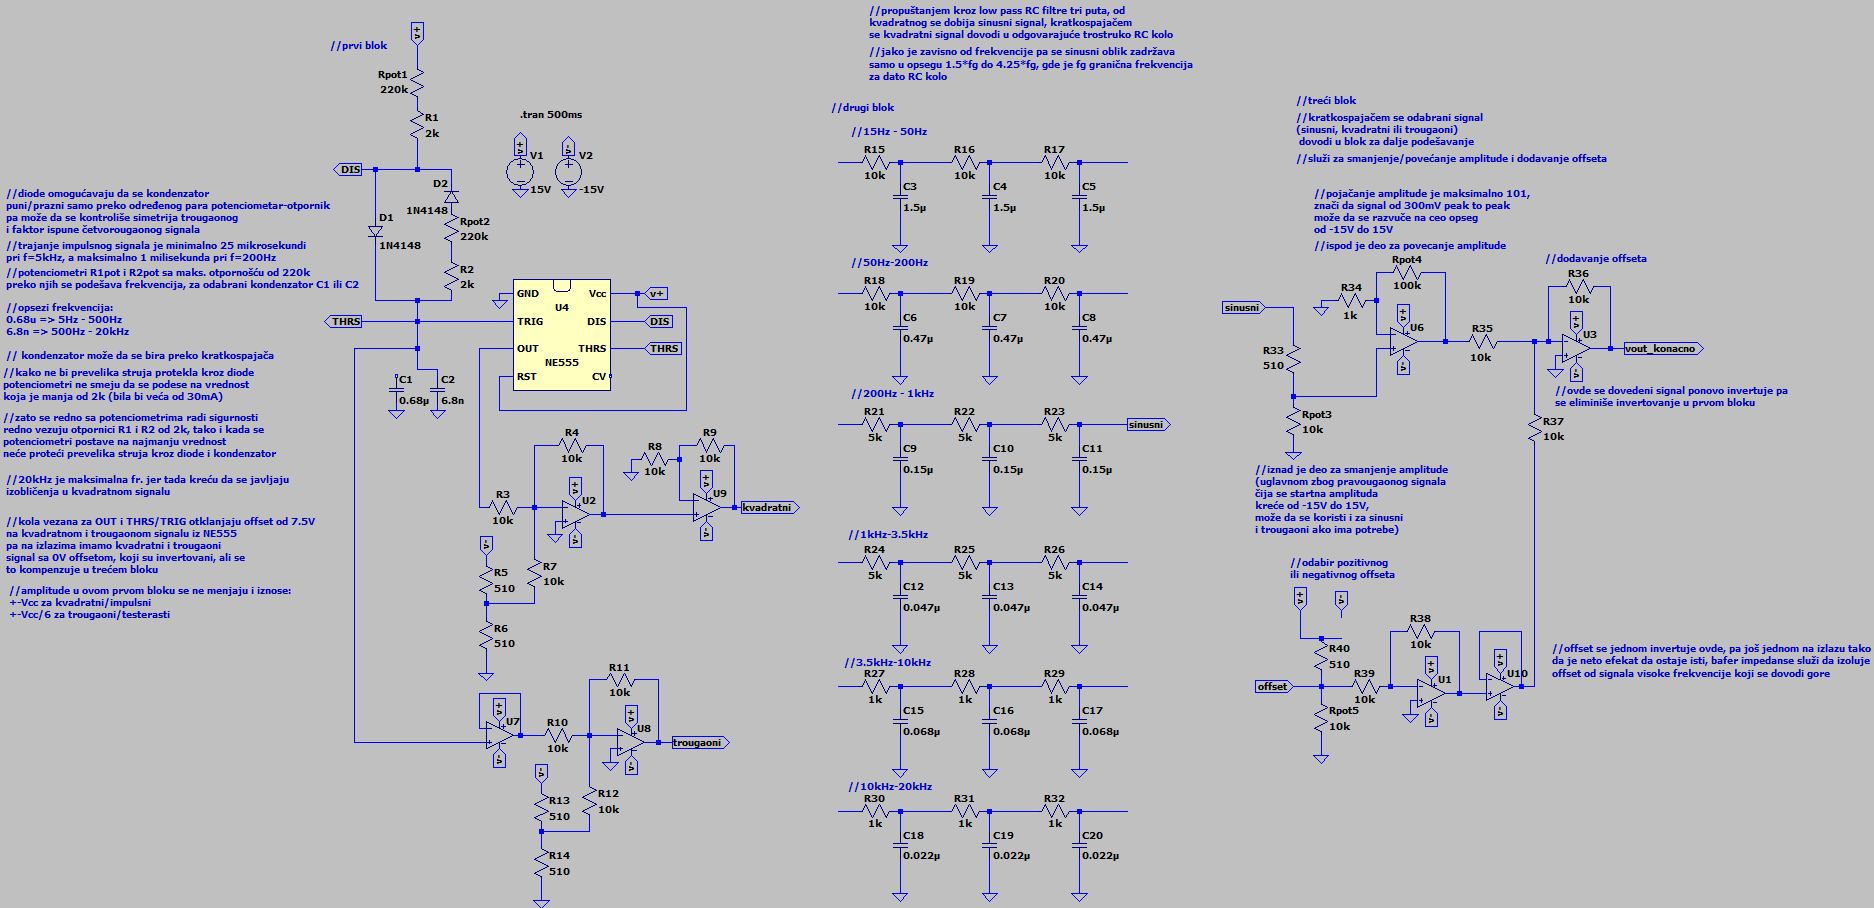 //prvi blok
v+
Rpot1
220k
R1
2k
.tran 500ms
v+
V1
15V
v-
V2
-15V
DIS
D2
1N4148
D1
1N4148
Rpot2
220k
R2
2k
//diode omogućavaju da se kondenzator
puni/prazni samo preko određenog para potenciometar-otpornik
pa može da se kontroliše simetrija trougaonog
i faktor ispune četvorougaonog signala
//trajanje impulsnog signala je minimalno 25 mikrosekundi
pri f=5kHz, a maksimalno 1 milisekunda pri f=200Hz
//potenciometri R1pot i R2pot sa maks. otpornošću od 220k
preko njih se podešava frekvencija, za odabrani kondenzator C1 ili C2
//opsezi frekvencija:
0.68u => 5Hz - 500Hz
6.8n => 500Hz - 20kHz
// kondenzator može da se bira preko kratkospajača
//kako ne bi prevelika struja protekla kroz diode
potenciometri ne smeju da se podese na vrednost
koja je manja od 2k (bila bi veća od 30mA)
//zato se redno sa potenciometrima radi sigurnosti
redno vezuju otpornici R1 i R2 od 2k, tako i kada se
potenciometri postave na najmanju vrednost
neće proteći prevelika struja kroz diode i kondenzator
//20kHz je maksimalna fr. jer tada kreću da se javljaju
izobličenja u kvadratnom signalu
//kola vezana za OUT i THRS/TRIG otklanjaju offset od 7.5V
na kvadratnom i trougaonom signalu iz NE555
pa na izlazima imamo kvadratni i trougaoni
signal sa 0V offsetom, koji su invertovani, ali se
to kompenzuje u trećem bloku
//amplitude u ovom prvom bloku se ne menjaju i iznose:
+-Vcc za kvadratni/impulsni
+-Vcc/6 za trougaoni/testerasti
THRS
GND
Vcc
U4
TRIG
DIS
OUT
THRS
NE555
RST
CV
v+
DIS
THRS
C1
0.68µ
C2
6.8n
R4
10k
R3
10k
v+
U2
v-
R8
10k
R9
10k
v+
U9
v-
kvadratni
v-
R5
510
R7
10k
R6
510
R11
10k
v+
U7
v-
R10
10k
v+
U8
v-
trougaoni
v-
R13
510
R12
10k
R14
510
//propuštanjem kroz low pass RC filtre tri puta, od
kvadratnog se dobija sinusni signal, kratkospajačem
se kvadratni signal dovodi u odgovarajuće trostruko RC kolo
//jako je zavisno od frekvencije pa se sinusni oblik zadržava
samo u opsegu 1.5*fg do 4.25*fg, gde je fg granična frekvencija
za dato RC kolo
//drugi blok
//15Hz - 50Hz
R15
10k
R16
10k
R17
10k
C3
1.5µ
C4
1.5µ
C5
1.5µ
//50Hz-200Hz
R18
10k
R19
10k
R20
10k
C6
0.47µ
C7
0.47µ
C8
0.47µ
//200Hz - 1kHz
R21
5k
R22
5k
R23
5k
sinusni
C9
0.15µ
C10
0.15µ
C11
0.15µ
//1kHz-3.5kHz
R24
5k
R25
5k
R26
5k
C12
0.047µ
C13
0.047µ
C14
0.047µ
//3.5kHz-10kHz
R27
1k
R28
1k
R29
1k
C15
0.068µ
C16
0.068µ
C17
0.068µ
//10kHz-20kHz
R30
1k
R31
1k
R32
1k
C18
0.022µ
C19
0.022µ
C20
0.022µ
//treći blok
//kratkospajačem se odabrani signal
(sinusni, kvadratni ili trougaoni)
dovodi u blok za dalje podešavanje
//služi za smanjenje/povećanje amplitude i dodavanje offseta
//pojačanje amplitude je maksimalno 101,
znači da signal od 300mV peak to peak
može da se razvuče na ceo opseg
od -15V do 15V
//ispod je deo za povecanje amplitude
Rpot4
100k
R34
1k
sinusni
v+
U6
v-
R33
510
Rpot3
10k
R35
10k
//dodavanje offseta
R36
10k
v+
U3
v-
vout_konacno
//ovde se dovedeni signal ponovo invertuje pa
se eliminiše invertovanje u prvom bloku
R37
10k
//iznad je deo za smanjenje amplitude
(uglavnom zbog pravougaonog signala
čija se startna amplituda
kreće od -15V do 15V,
može da se koristi i za sinusni
i trougaoni ako ima potrebe)
//odabir pozitivnog
ili negativnog offseta
v+
v-
R40
510
offset
R39
10k
Rpot5
10k
R38
10k
v+
U1
v-
v+
U10
v-
//offset se jednom invertuje ovde, pa još jednom na izlazu tako
da je neto efekat da ostaje isti, bafer impedanse služi da izoluje
offset od signala visoke frekvencije koji se dovodi gore